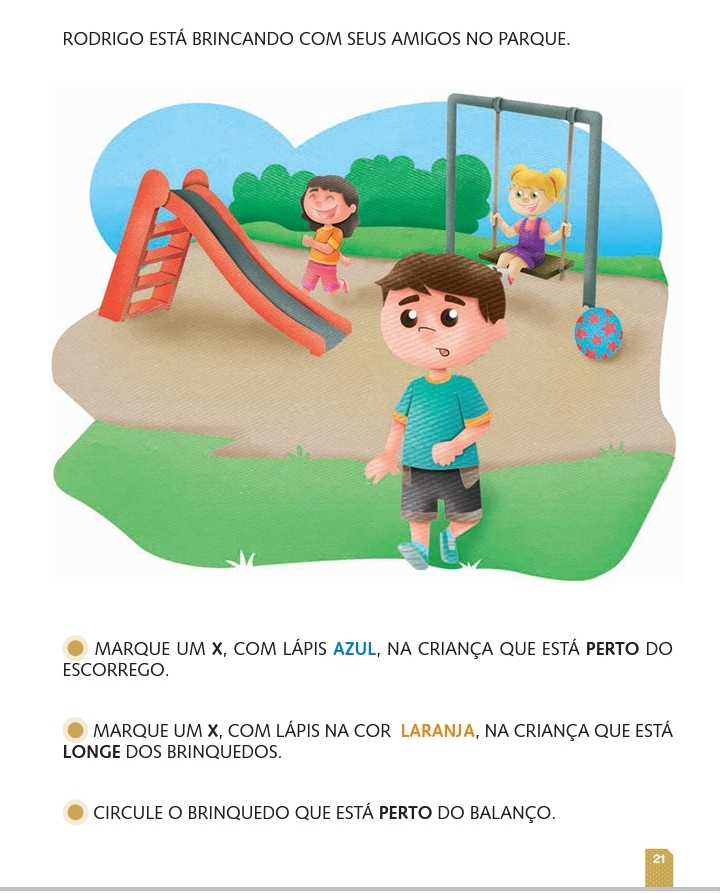 RODRIGO ESTÁ BRINCANDO COM SEUS AMIGOS NO PARQUE.
MARQUE UM X, COM LÁPIS AZUL, NA CRIANÇA QUE ESTÁ PERTO DO
ESCORREGO.
MARQUE UM X, COM LÁPIS NA COR LARANJA, NA CRIANÇA QUE ESTÁ
LONGE DOS BRINQUEDOS.
CIRCULE O BRINQUEDO QUE ESTÁ PERTO DO BALANÇO.
21